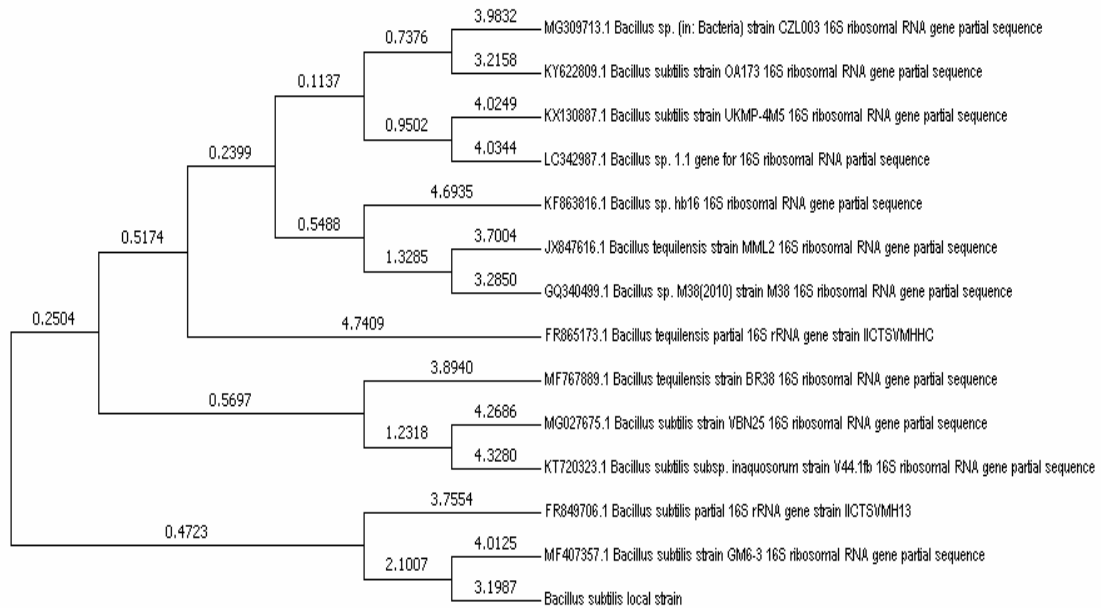 3.9832
MG309713.1 Bacillus sp. (in: Bacteria) strain CZL003 16S ribosomal RNA gene partial sequence
0.7376
3.2158
KY622809.1 Bacillus subtilis strain OA173 16S ribosomal RNA gene partial sequence
0.1137
4.0249
KX130887.1 Bacillus subtilis strain UKMP-4M5 16S ribosomal RNA gene partial sequence
0.9502
4.0344
LC342987.1 Bacillus sp. 1.1 gene for 16S ribosomal RNA partial sequence
0.2399
4.6935
KF863816.1 Bacillus sp. hb16 16S ribosomal RNA gene partial sequence
0.5488
3.7004
JX847616.1 Bacillus tequilensis strain MML2 16S ribosomal RNA gene partial sequence
0.5174
1.3285
3.2850
GQ340499.1 Bacillus sp. M38(2010) strain M38 16S ribosomal RNA gene partial sequence
0.2504
4.7409
FR865173.1 Bacillus tequilensis partial 16S rRNA gene strain IICTSVMHHC
3.8940
MF767889.1 Bacillus tequilensis strain BR38 16S ribosomal RNA gene partial sequence
0.5697
4.2686
MG027675.1 Bacillus subtilis strain VBN25 16S ribosomal RNA gene partial sequence
1.2318
4.3280
KT720323.1 Bacillus subtilis subsp. inaquosorum strain V44.1fb 16S ribosomal RNA gene partial sequence
3.7554
FR849706.1 Bacillus subtilis partial 16S rRNA gene strain IICTSVMH13
0.4723
4.0125
MF407357.1 Bacillus subtilis strain GM6-3 16S ribosomal RNA gene partial sequence
2.1007
3.1987
Bacillus subtilis local strain